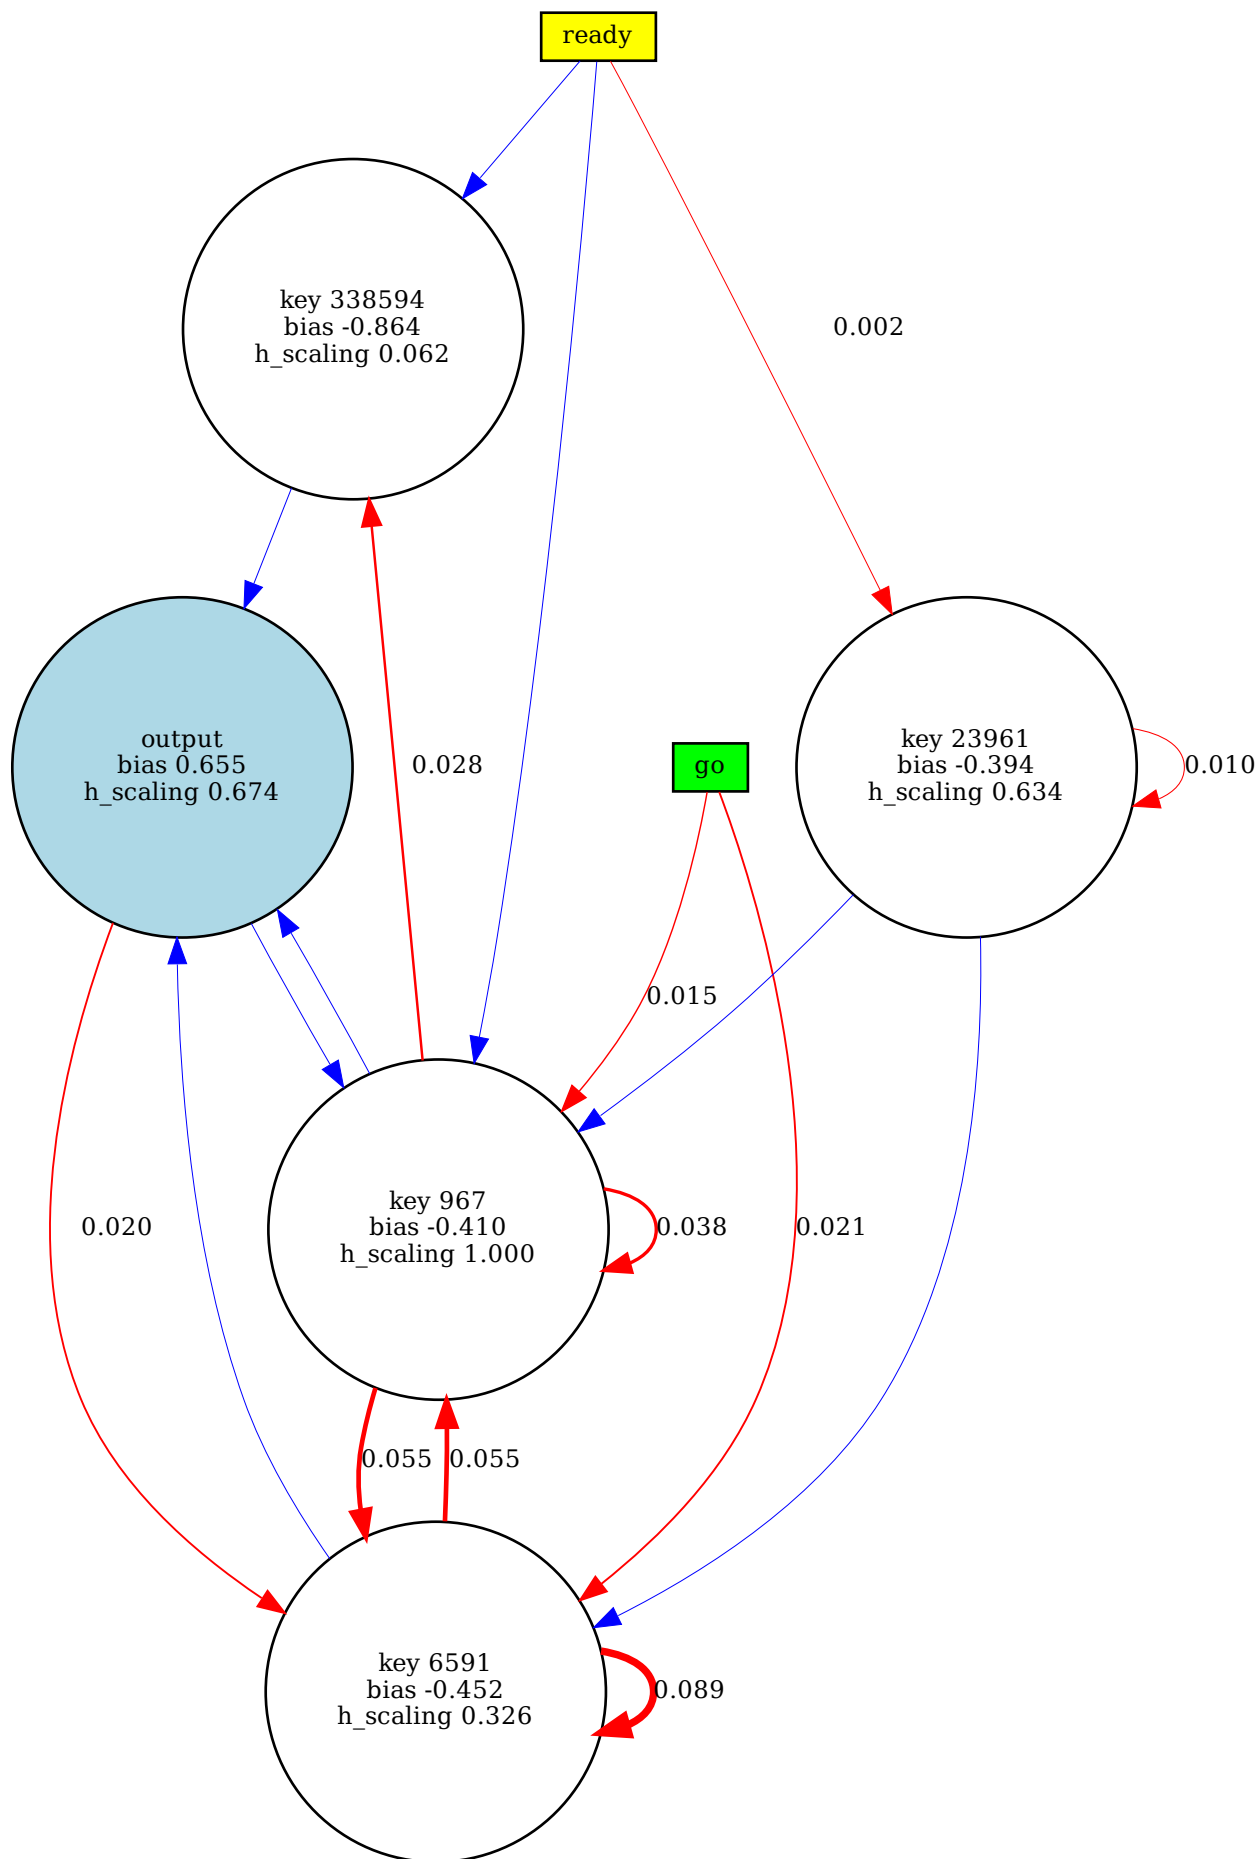 ready
key 338594
bias -0.864
h_scaling 0.062
0.002
output
bias 0.655
h_scaling 0.674
0.028
go
key 23961
bias -0.394
h_scaling 0.634
0.010
0.015
0.020
key 967
bias -0.410
h_scaling 1.000
0.038
0.021
0.055
0.055
key 6591
bias -0.452
h_scaling 0.326
0.089